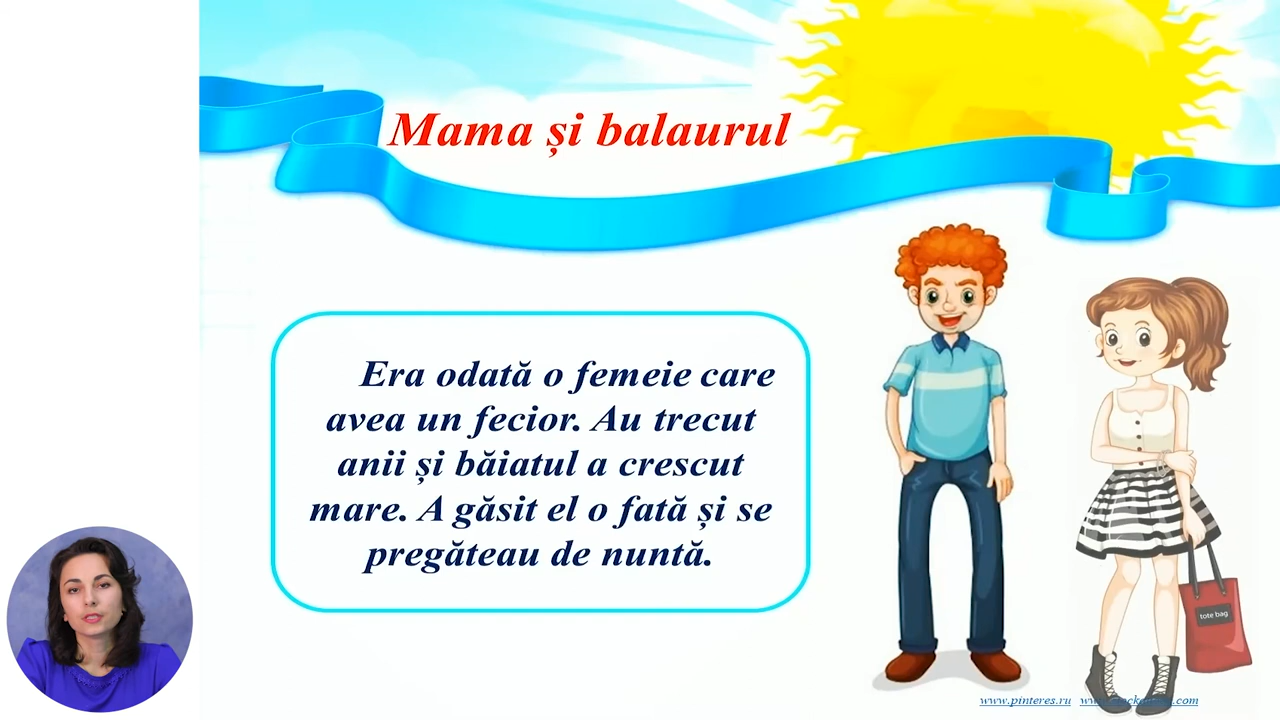 Mama și balaurul
Era odată o femeie care
avea un fecior. Au trecut
anii și băiatul a crescut
mare. A găsit el o fată și se
pregăteau de nuntă.
tote bag
www.pinteres.ru